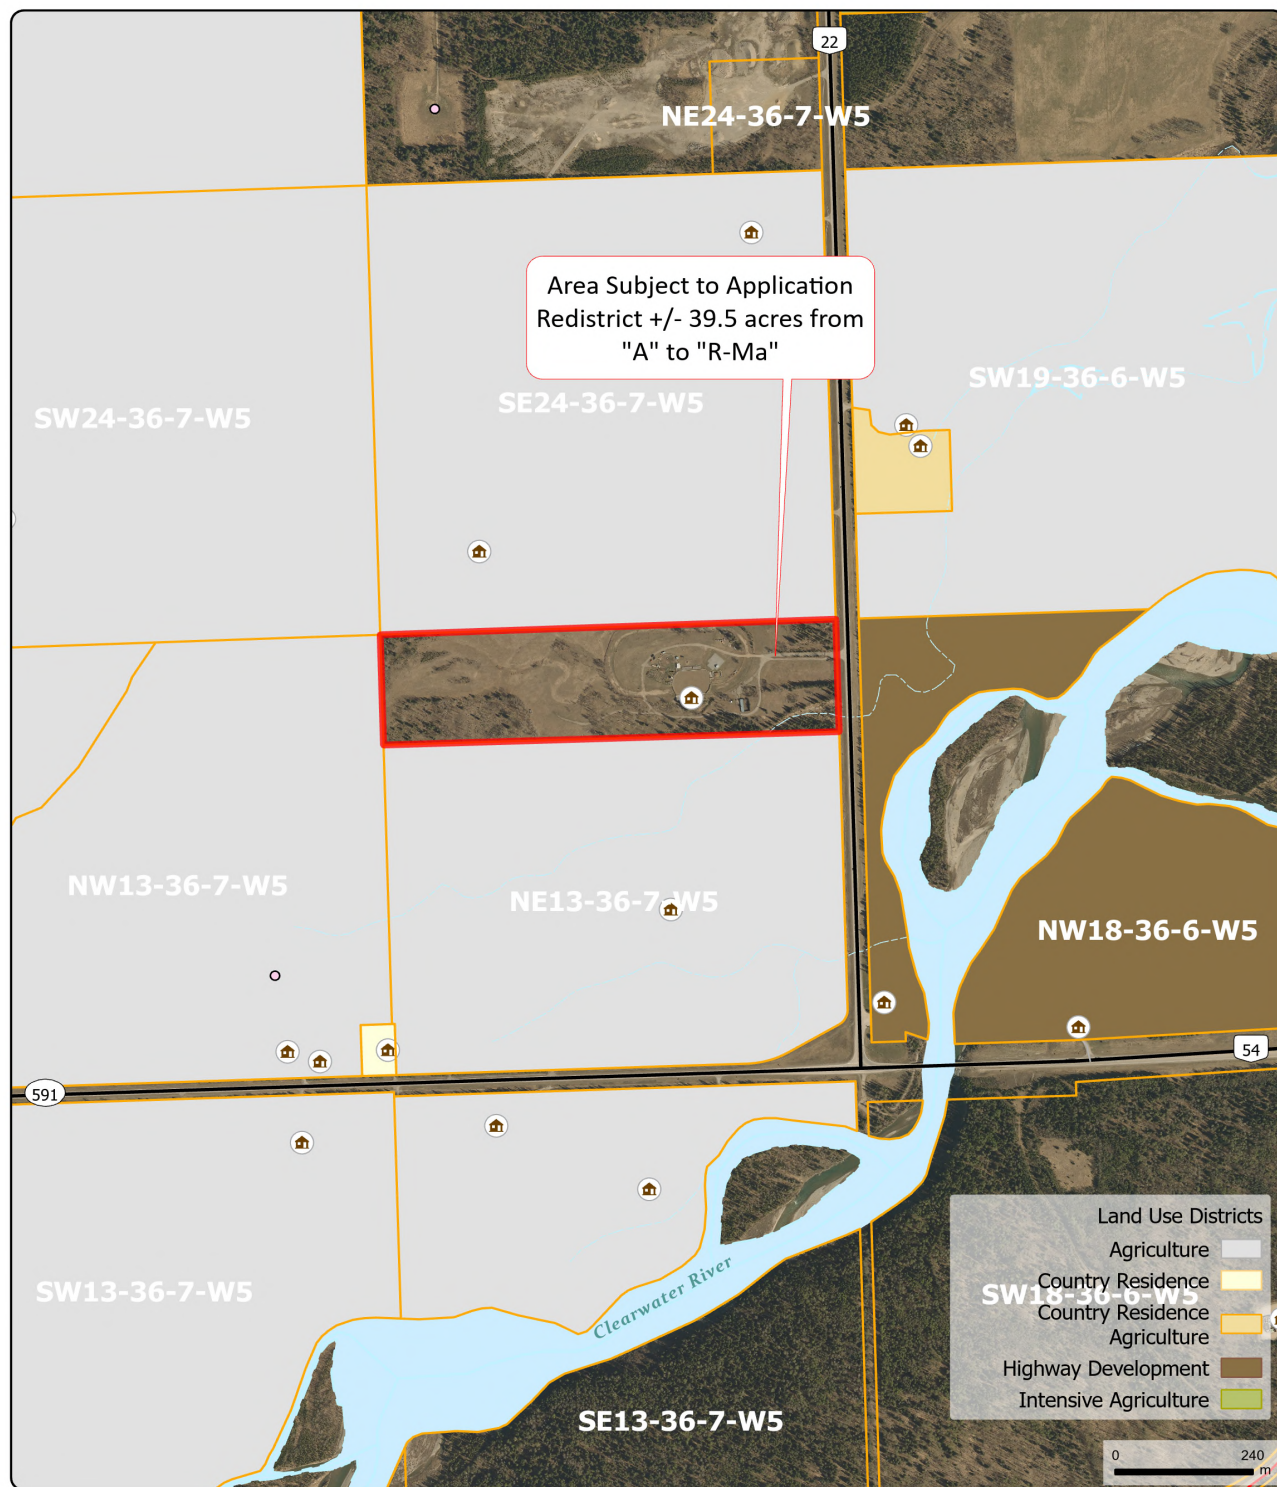 22
NE24-36-7-W5
Area Subject to Application
Redistrict +/- 39.5 acres from
"A" to "R-Ma"
SW19-36-6-W5
SE24-36-7-W5
SW24-36-7-W5
NW13-36-7-W5
NE13-36-7-W5
NW18-36-6-W5
54
591
Land Use Districts
Agriculture
Country Residence
SW18-36-6-W5
Country Residence
Agriculture
Highway Development
Intensive Agriculture
SW13-36-7-W5
Clearwater River
SE13-36-7-W5
0 240
m